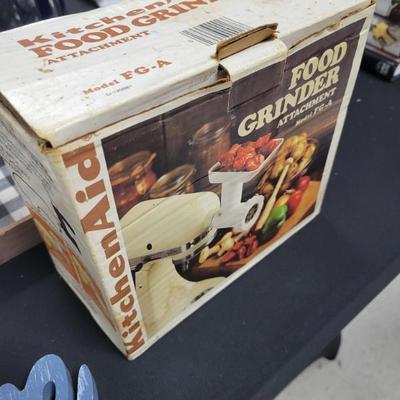 KitchenAid
FOOD GRINDER
ATTACHMENT
Model FG-A
FOOD
GRINDER
ATTACHMENT
Model FG-A
KitchenAid